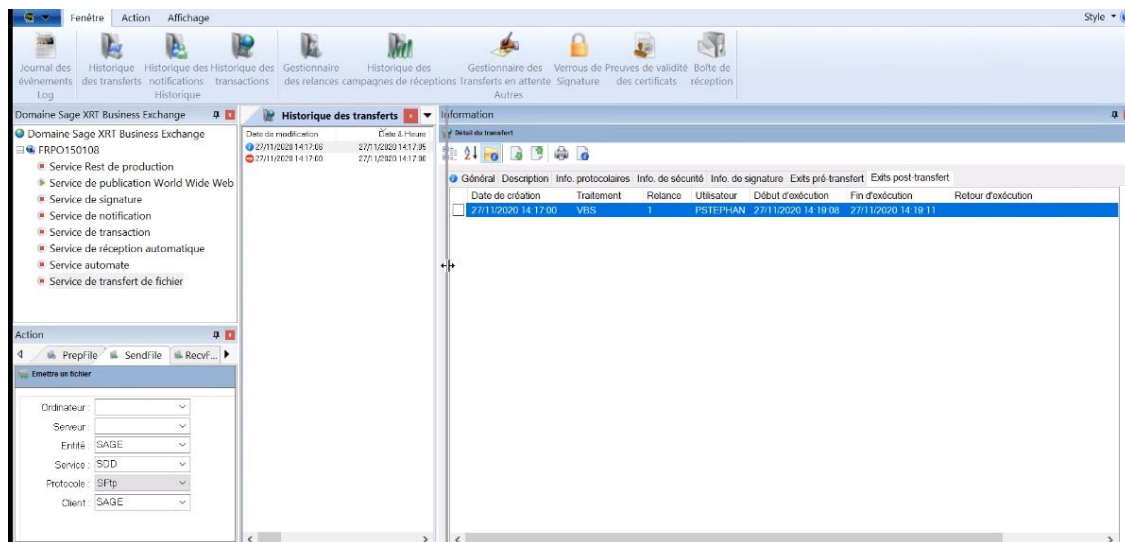 Fenêtre Action Affichage
Style
Journal des évènements
Historique des transferts
Historique des notifications
Historique des transactions
Gestionnaire des relances
Historique des campagnes de réceptions
Gestionnaire des Transferts en attente
Verrous de Signature
Preuves de validité des certificats
Boîte de réception
Log
Historique
Autres
Domaine Sage XRT Business Exchange
Domaine Sage XRT Business Exchange
FRPO150108
Service Rest de production
Service de publication World Wide Web
Service de signature
Service de notification
Service de transaction
Service de réception automatique
Service automate
Service de transfert de fichier
Action
PrepFile SendFile RecvF...
Emettre un fichier
Ordinateur :
Serveur :
Entité SAGE
Service : SDD
Protocole : SFtp
Client : SAGE
Historique des transferts
Date de modification Date & Heure
27/11/2020 14:17:05
27/11/2020 14:17:00 27/11/2020 14:17:00
Information
Détail du transfert
Général Description Info. protocolaires Info. de sécurité Info. de signature Exits pré-transfert Exits post-transfert
Date de création Traitement Relance Utilisateur Début d'exécution Fin d'exécution Retour d'exécution
27/11/2020 14:17:00 VBS 1 PSTEPHAN 27/11/2020 14:19:08 27/11/2020 14:19:11